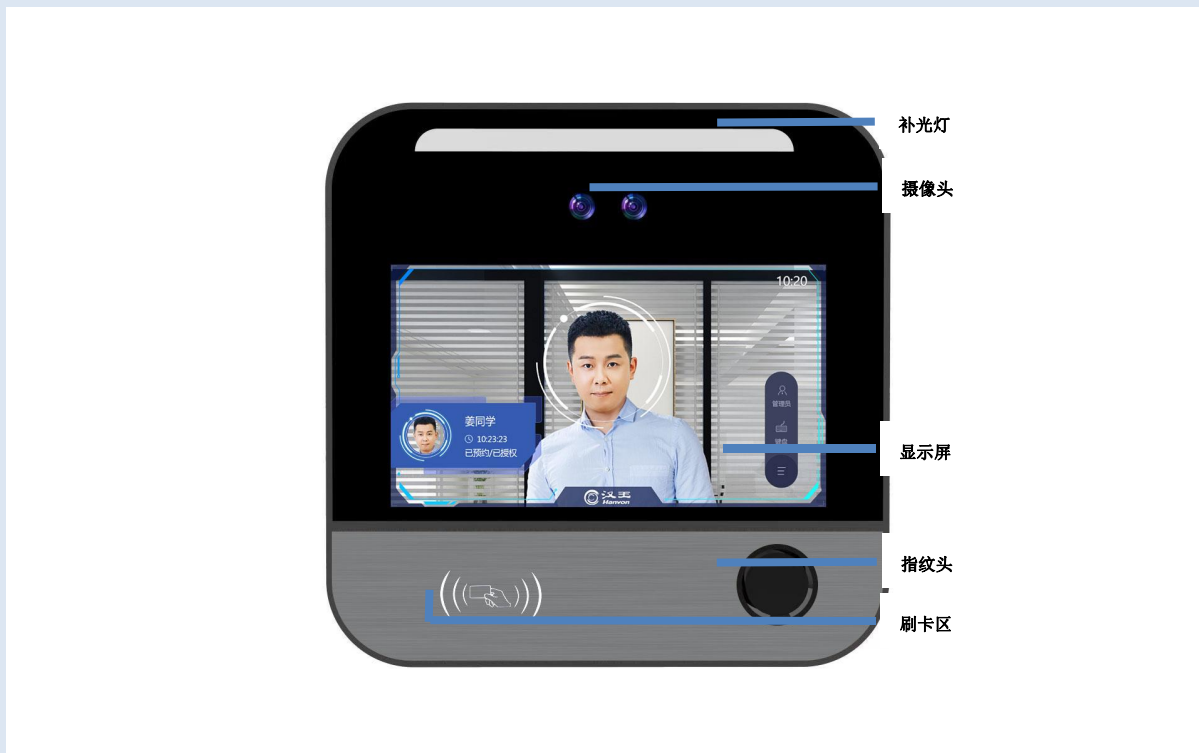 补光灯
摄像头
10:20
管理员
姜同学
10:23:23
已预约/已授权
显示屏
汉王
Hanvon
指纹头
刷卡区